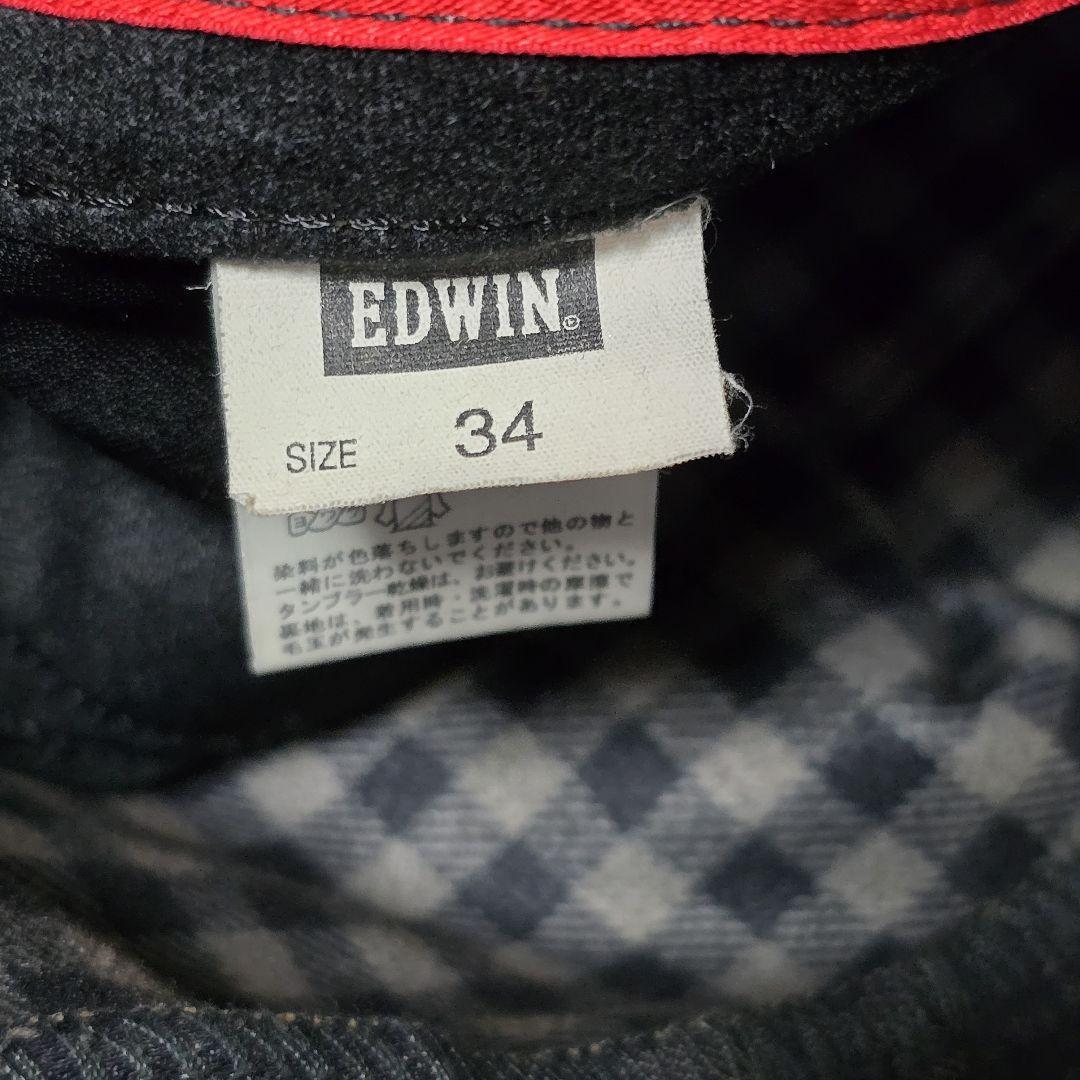 EDWIN
SIZE 34
染料が色落ちしますので他の物と
一緒に洗わないでください。
タンブラー乾燥は、お避けください。
裏地は、着用時・洗濯時の摩擦で
毛玉が発生することがあります。